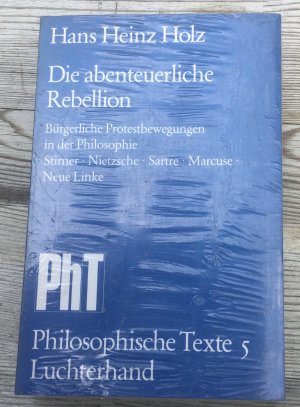 Hans Heinz Holz
Die abenteuerliche
Rebellion
Bürgerliche Protestbewegungen
in der Philosophie
Stirner · Nietzsche · Sartre · Marcuse ·
Neue Linke
PhT
Philosophische Texte 5
Luchterhand